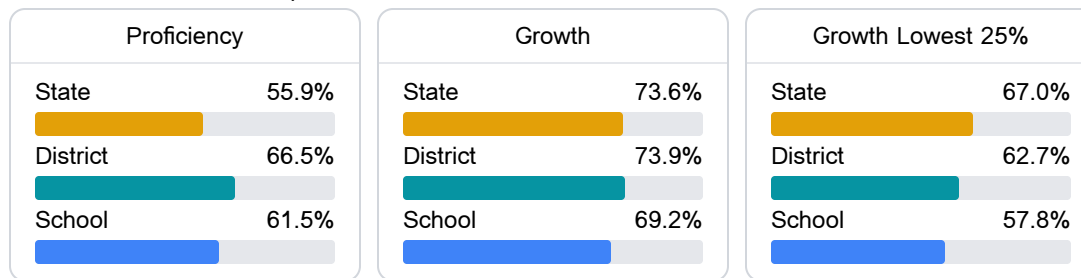 Proficiency
State 55.9%
District 66.5%
School 61.5%
Growth
State 73.6%
District 73.9%
School 69.2%
Growth Lowest 25%
State 67.0%
District 62.7%
School 57.8%